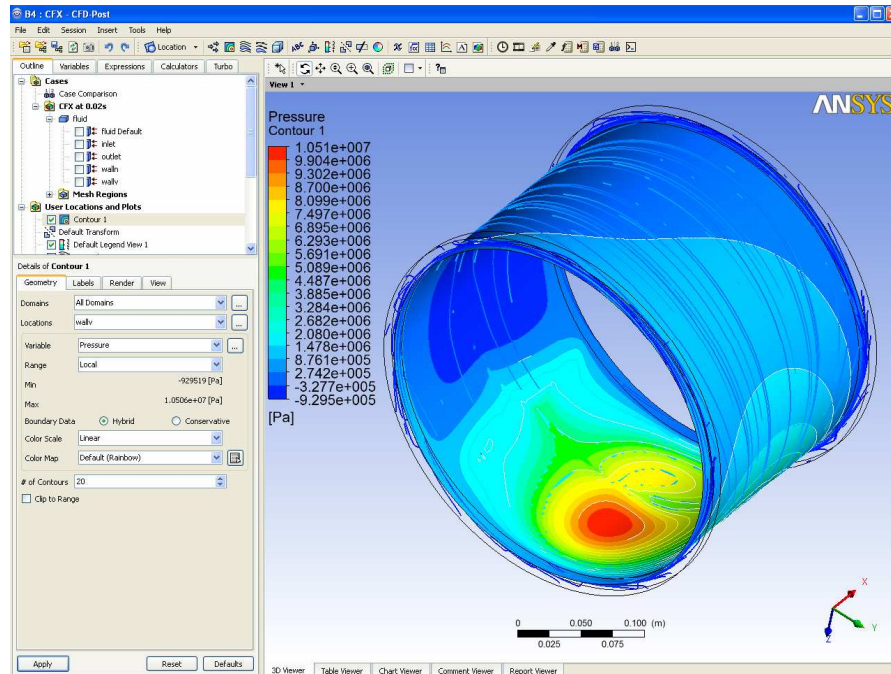 B4 : CFX - CFD-Post
File Edit Session Insert Tools Help
Location
Outline Variables Expressions Calculators Turbo
Cases
Case Comparison
CFX at 0.02s
fluid
fluid Default
inlet
outlet
walln
wallv
Mesh Regions
User Locations and Plots
Contour 1
Default Transform
Default Legend View 1
Details of Contour 1
Geometry Labels Render View
Domains All Domains ...
Locations wallv ...
Variable Pressure ...
Range Local
Min -929519 [Pa]
Max 1.0506e+07 [Pa]
Boundary Data Hybrid Conservative
Color Scale Linear
Color Map Default (Rainbow)
# of Contours 20
Clip to Range
Apply Reset Defaults
View 1
ANSYS
Pressure
Contour 1
1.051e+007
9.904e+006
9.302e+006
8.700e+006
8.099e+006
7.497e+006
6.895e+006
6.293e+006
5.691e+006
5.089e+006
4.487e+006
3.885e+006
3.284e+006
2.682e+006
2.080e+006
1.478e+006
8.761e+005
2.742e+005
-3.277e+005
-9.295e+005
[Pa]
0 0.050 0.100 (m)
0.025 0.075
X
Y
Z
3D Viewer Table Viewer Chart Viewer Comment Viewer Report Viewer